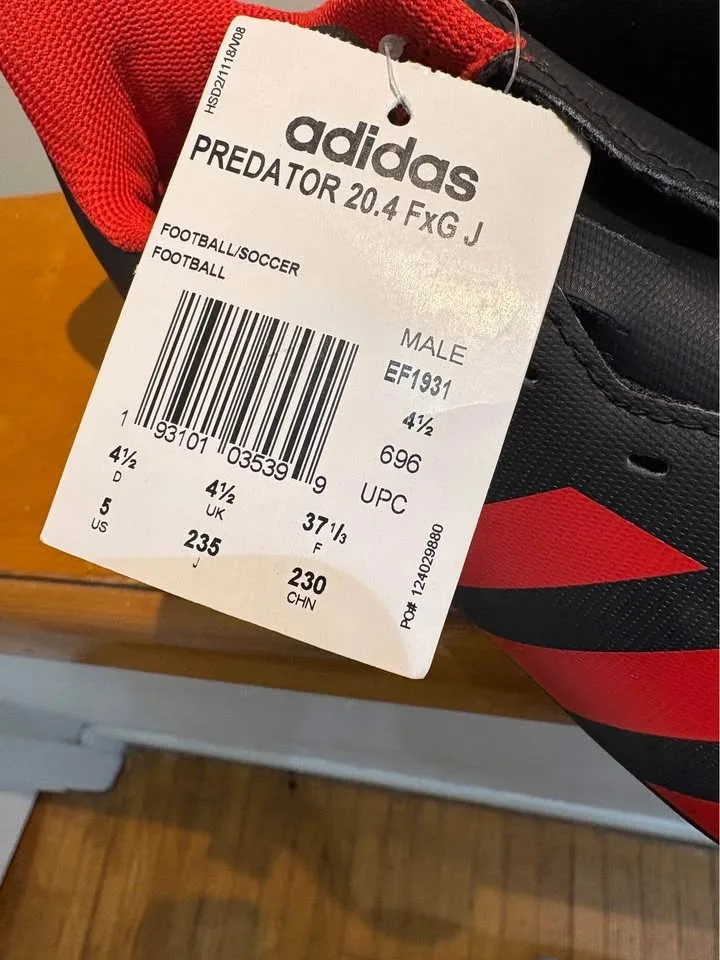 HSD2/1118/V08
adidas
PREDATOR 20.4 FxG J
FOOTBALL/SOCCER
FOOTBALL
MALE
EF1931
4½
696
UPC
1 93101 03539 9
4½ D
4½ UK
37⅓ F
5 US
235 J
230 CHN
PO# 124029880